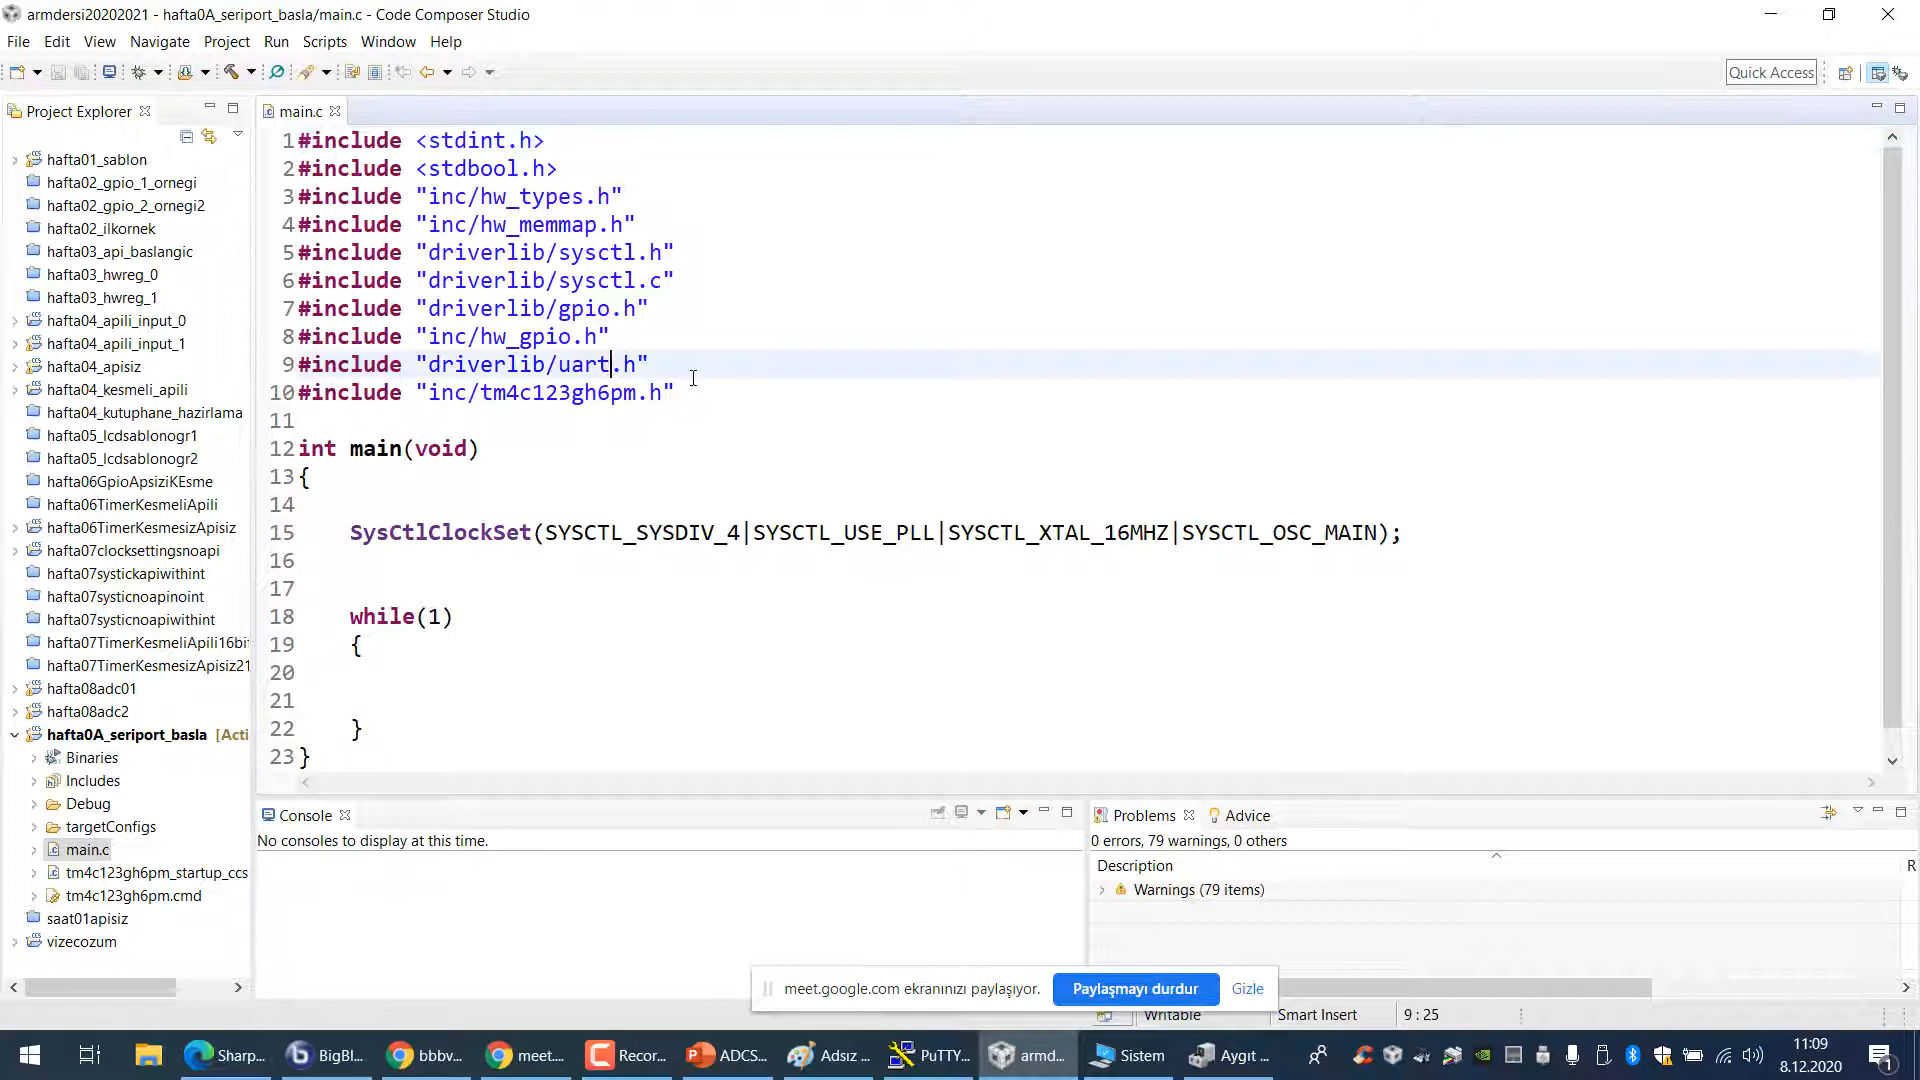 armdersi20202021 - hafta0A_seriport_basla/main.c - Code Composer Studio
File Edit View Navigate Project Run Scripts Window Help
Quick Access
Project Explorer
hafta01_sablon
hafta02_gpio_1_ornegi
hafta02_gpio_2_ornegi2
hafta02_ilkornek
hafta03_api_baslangic
hafta03_hwreg_0
hafta03_hwreg_1
hafta04_apili_input_0
hafta04_apili_input_1
hafta04_apisiz
hafta04_kesmeli_apili
hafta04_kutuphane_hazirlama
hafta05_lcdsablonogr1
hafta05_lcdsablonogr2
hafta06GpioApsiziKEsme
hafta06TimerKesmeliApili
hafta06TimerKesmesizApisiz
hafta07clocksettingsnoapi
hafta07systickapiwithint
hafta07systicnoapinoint
hafta07systicnoapiwithint
hafta07TimerKesmeliApili16bi
hafta07TimerKesmesizApisiz21
hafta08adc01
hafta08adc2
hafta0A_seriport_basla [Acti
Binaries
Includes
Debug
targetConfigs
main.c
tm4c123gh6pm_startup_ccs
tm4c123gh6pm.cmd
saat01apisiz
vizecozum
main.c
1 #include <stdint.h>
2 #include <stdbool.h>
3 #include "inc/hw_types.h"
4 #include "inc/hw_memmap.h"
5 #include "driverlib/sysctl.h"
6 #include "driverlib/sysctl.c"
7 #include "driverlib/gpio.h"
8 #include "inc/hw_gpio.h"
9 #include "driverlib/uart.h"
10 #include "inc/tm4c123gh6pm.h"
11
12 int main(void)
13 {
14
15 SysCtlClockSet(SYSCTL_SYSDIV_4|SYSCTL_USE_PLL|SYSCTL_XTAL_16MHZ|SYSCTL_OSC_MAIN);
16
17
18 while(1)
19 {
20
21
22 }
23 }
Console
No consoles to display at this time.
Problems Advice
0 errors, 79 warnings, 0 others
Description R
Warnings (79 items)
meet.google.com ekranınızı paylaşıyor. Paylaşmayı durdur Gizle
Writable Smart Insert 9 : 25
Sharp... BigBl... bbbv... meet... Recor... ADCS... Adsız ... PuTTY... armd... Sistem Aygıt ...
11:09
8.12.2020
1